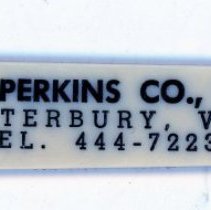 PERKINS CO.,
TERBURY, V
EL. 444-7223